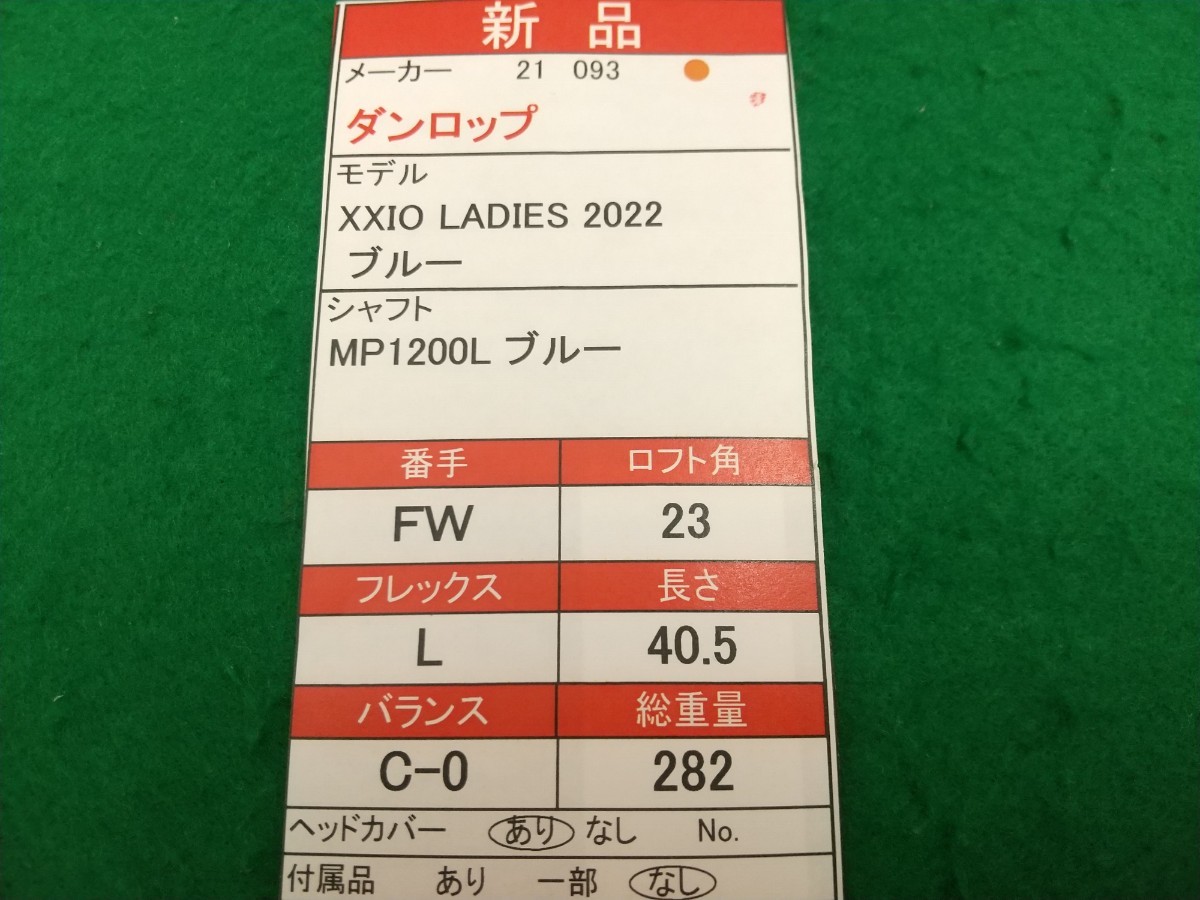 新 品
メーカー 21 093
ダンロップ
モデル
XXIO LADIES 2022
ブルー
シャフト
MP1200L ブルー
番手 ロフト角
FW 23
フレックス 長さ
L 40.5
バランス 総重量
C-0 282
ヘッドカバー あり なし No.
付属品 あり 一部 なし